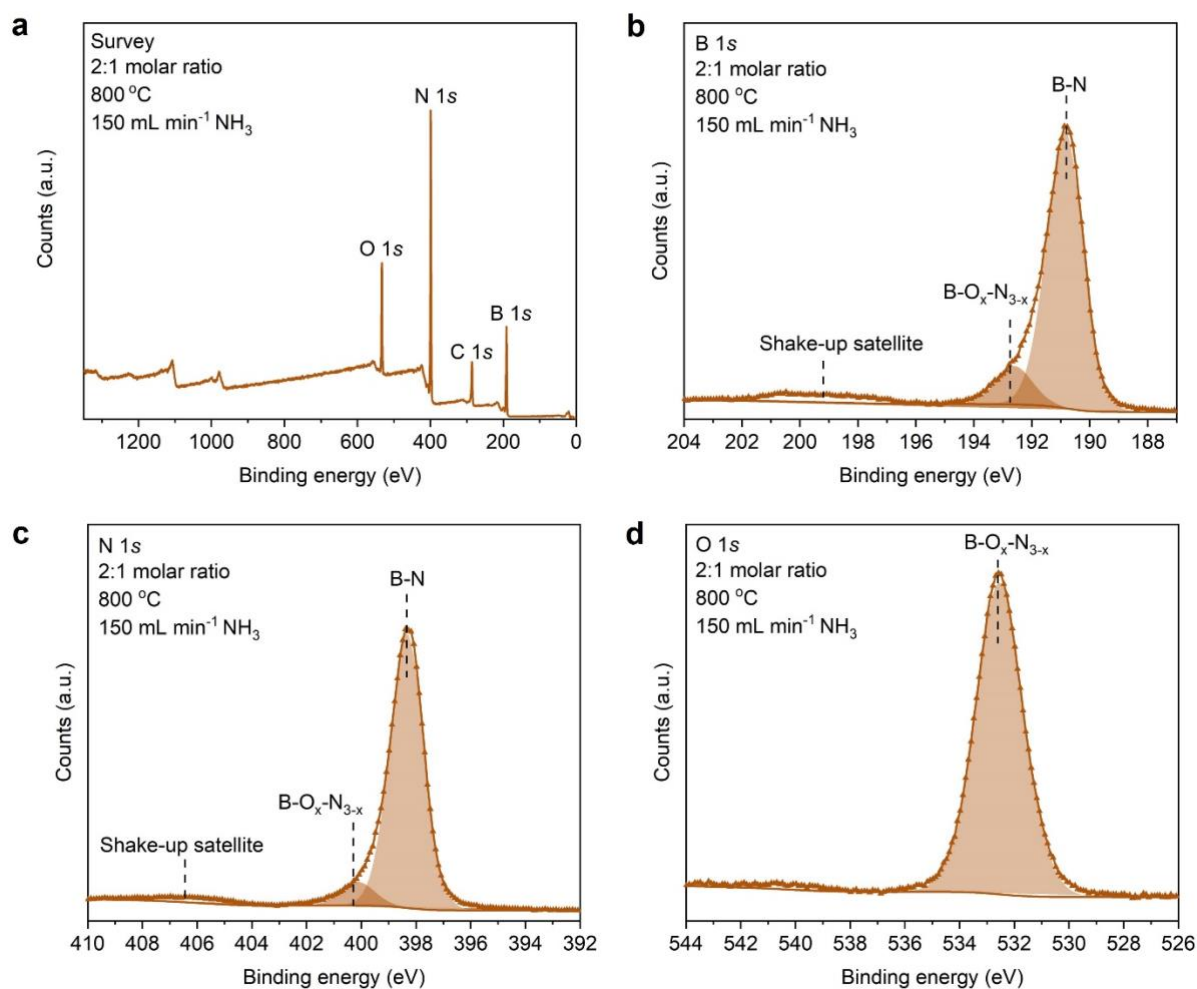 a
Survey
2:1 molar ratio
800 °C
150 mL min⁻¹ NH₃
N 1s
O 1s
C 1s
B 1s
Counts (a.u.)
1200 1000 800 600 400 200 0
Binding energy (eV)
b
B 1s
2:1 molar ratio
800 °C
150 mL min⁻¹ NH₃
B-N
B-Oₓ-N₃₋ₓ
Shake-up satellite
Counts (a.u.)
204 202 200 198 196 194 192 190 188
Binding energy (eV)
c
N 1s
2:1 molar ratio
800 °C
150 mL min⁻¹ NH₃
B-N
B-Oₓ-N₃₋ₓ
Shake-up satellite
Counts (a.u.)
410 408 406 404 402 400 398 396 394 392
Binding energy (eV)
d
O 1s
2:1 molar ratio
800 °C
150 mL min⁻¹ NH₃
B-Oₓ-N₃₋ₓ
Counts (a.u.)
544 542 540 538 536 534 532 530 528 526
Binding energy (eV)